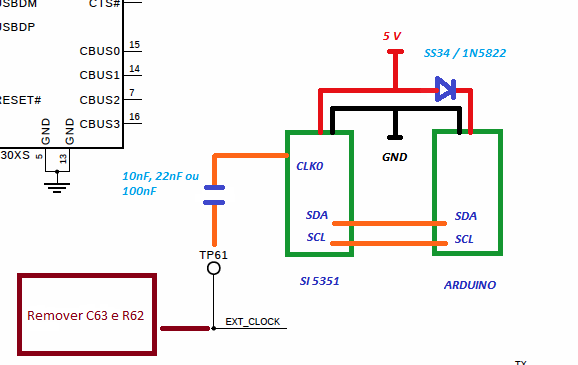 USBDM
CTS#
USBDP
CBUS0
15
CBUS1
14
RESET#
CBUS2
7
CBUS3
16
GND
GND
30XS
5
13
5 V
SS34 / 1N5822
GND
10nF, 22nF ou
100nF
CLK0
SDA
SCL
SDA
SCL
SI 5351
ARDUINO
TP61
Remover C63 e R62
EXT_CLOCK
TX